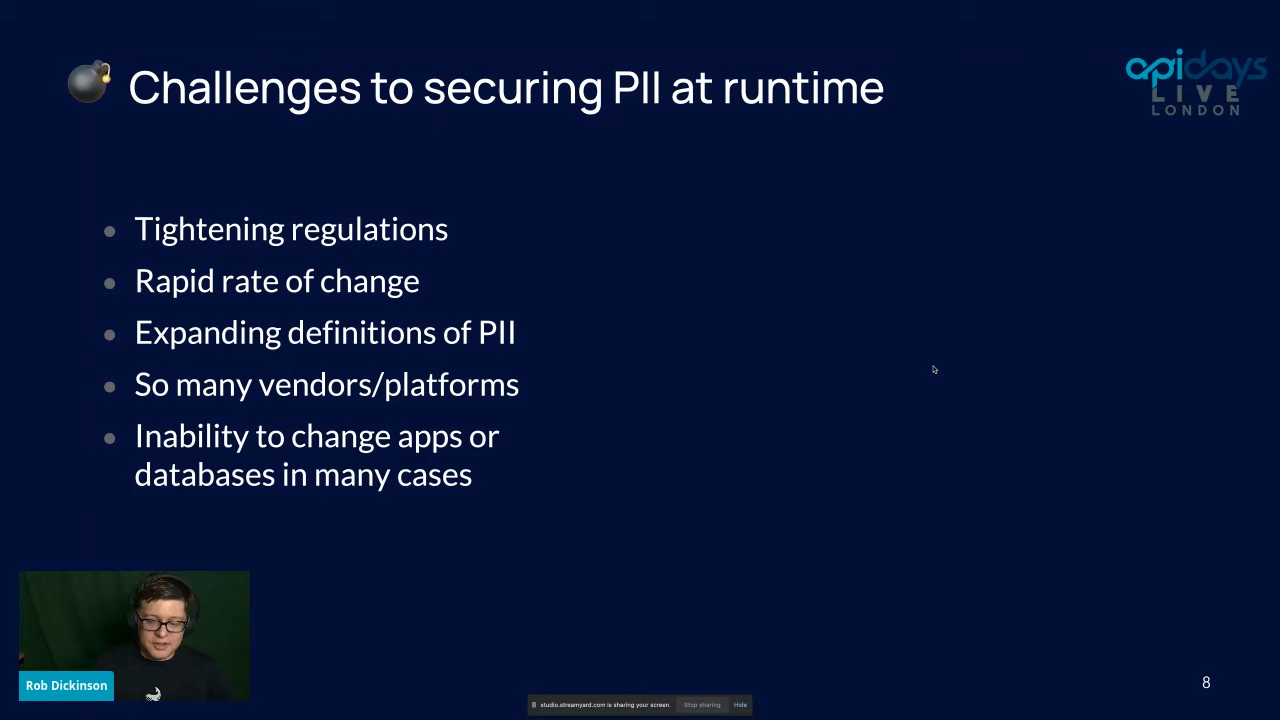 Challenges to securing PII at runtime
apidays
LIVE
LONDON
Tightening regulations
Rapid rate of change
Expanding definitions of PII
So many vendors/platforms
Inability to change apps or
databases in many cases
Rob Dickinson
studio.streamyard.com is sharing your screen.
Stop sharing
Hide
8